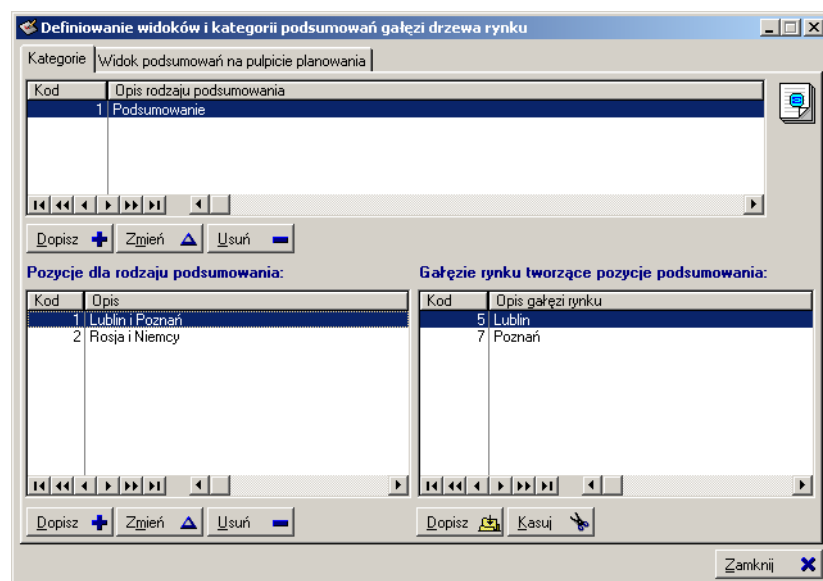 Definiowanie widoków i kategorii podsumowań gałęzi drzewa rynku
Kategorie Widok podsumowań na pulpicie planowania
Kod Opis rodzaju podsumowania
1 Podsumowanie
Dopisz Zmień Usuń
Pozycje dla rodzaju podsumowania:
Kod Opis
1 Lublin i Poznań
2 Rosja i Niemcy
Dopisz Zmień Usuń
Gałęzie rynku tworzące pozycje podsumowania:
Kod Opis gałęzi rynku
5 Lublin
7 Poznań
Dopisz Kasuj
Zamknij